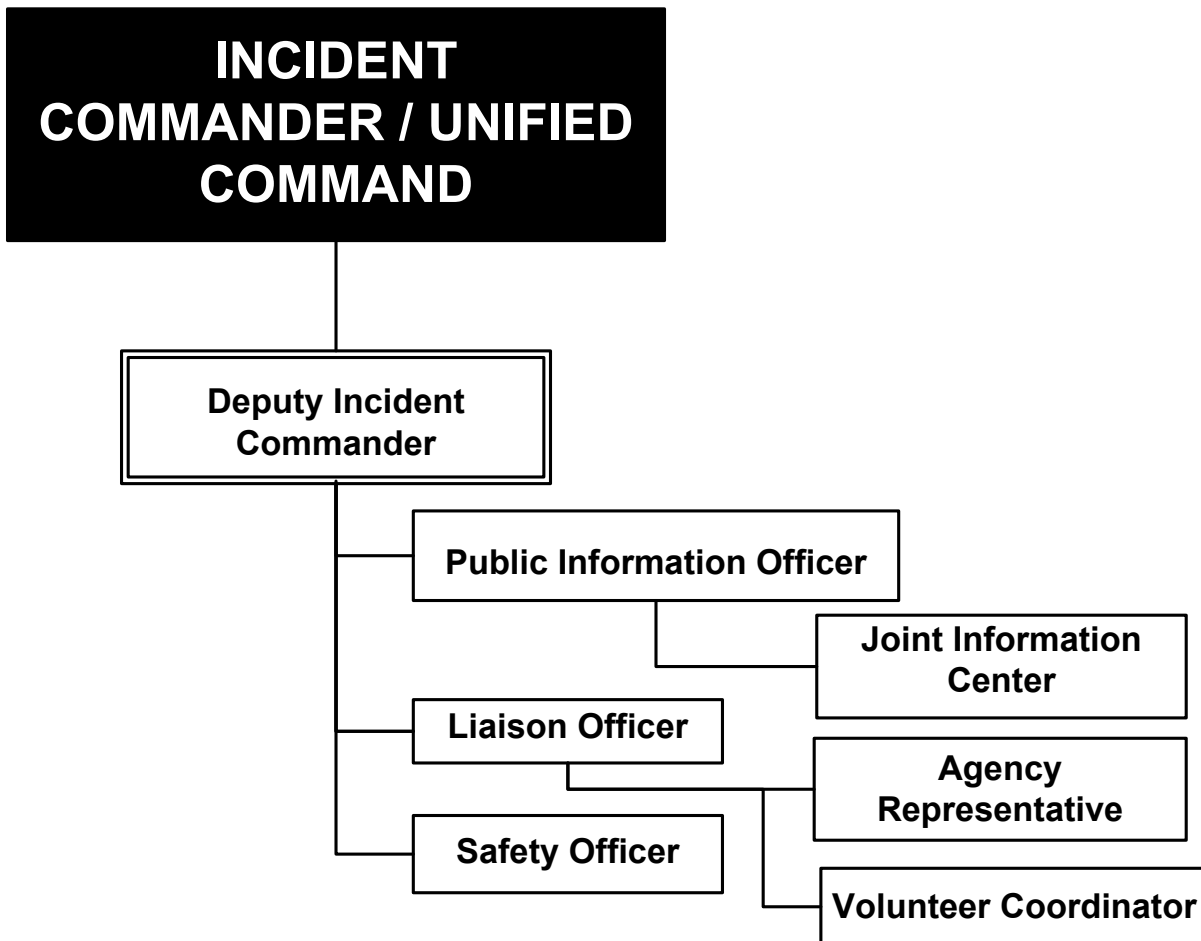 INCIDENT
COMMANDER / UNIFIED
COMMAND
Deputy Incident
Commander
Public Information Officer
Joint Information
Center
Liaison Officer
Agency
Representative
Safety Officer
Volunteer Coordinator